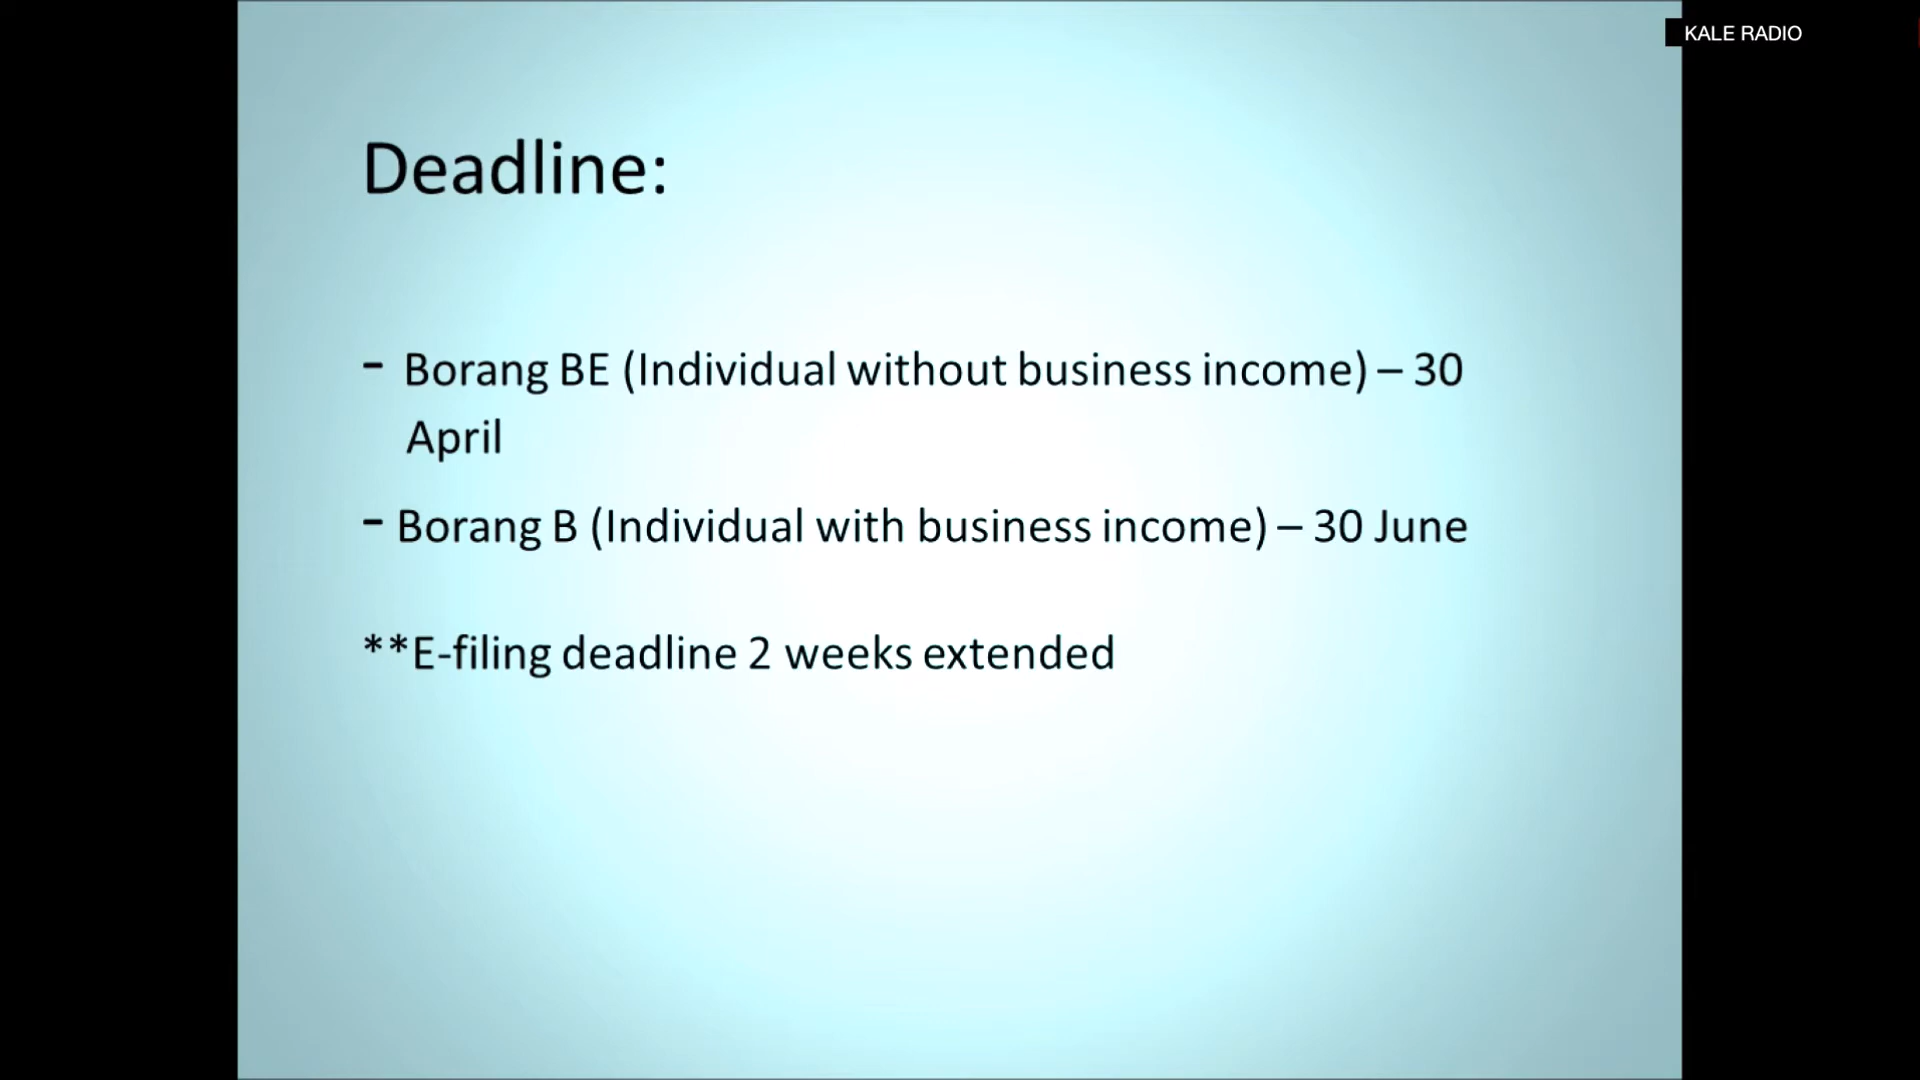 KALE RADIO
Deadline:
- Borang BE (Individual without business income) – 30
April
- Borang B (Individual with business income) – 30 June
**E-filing deadline 2 weeks extended